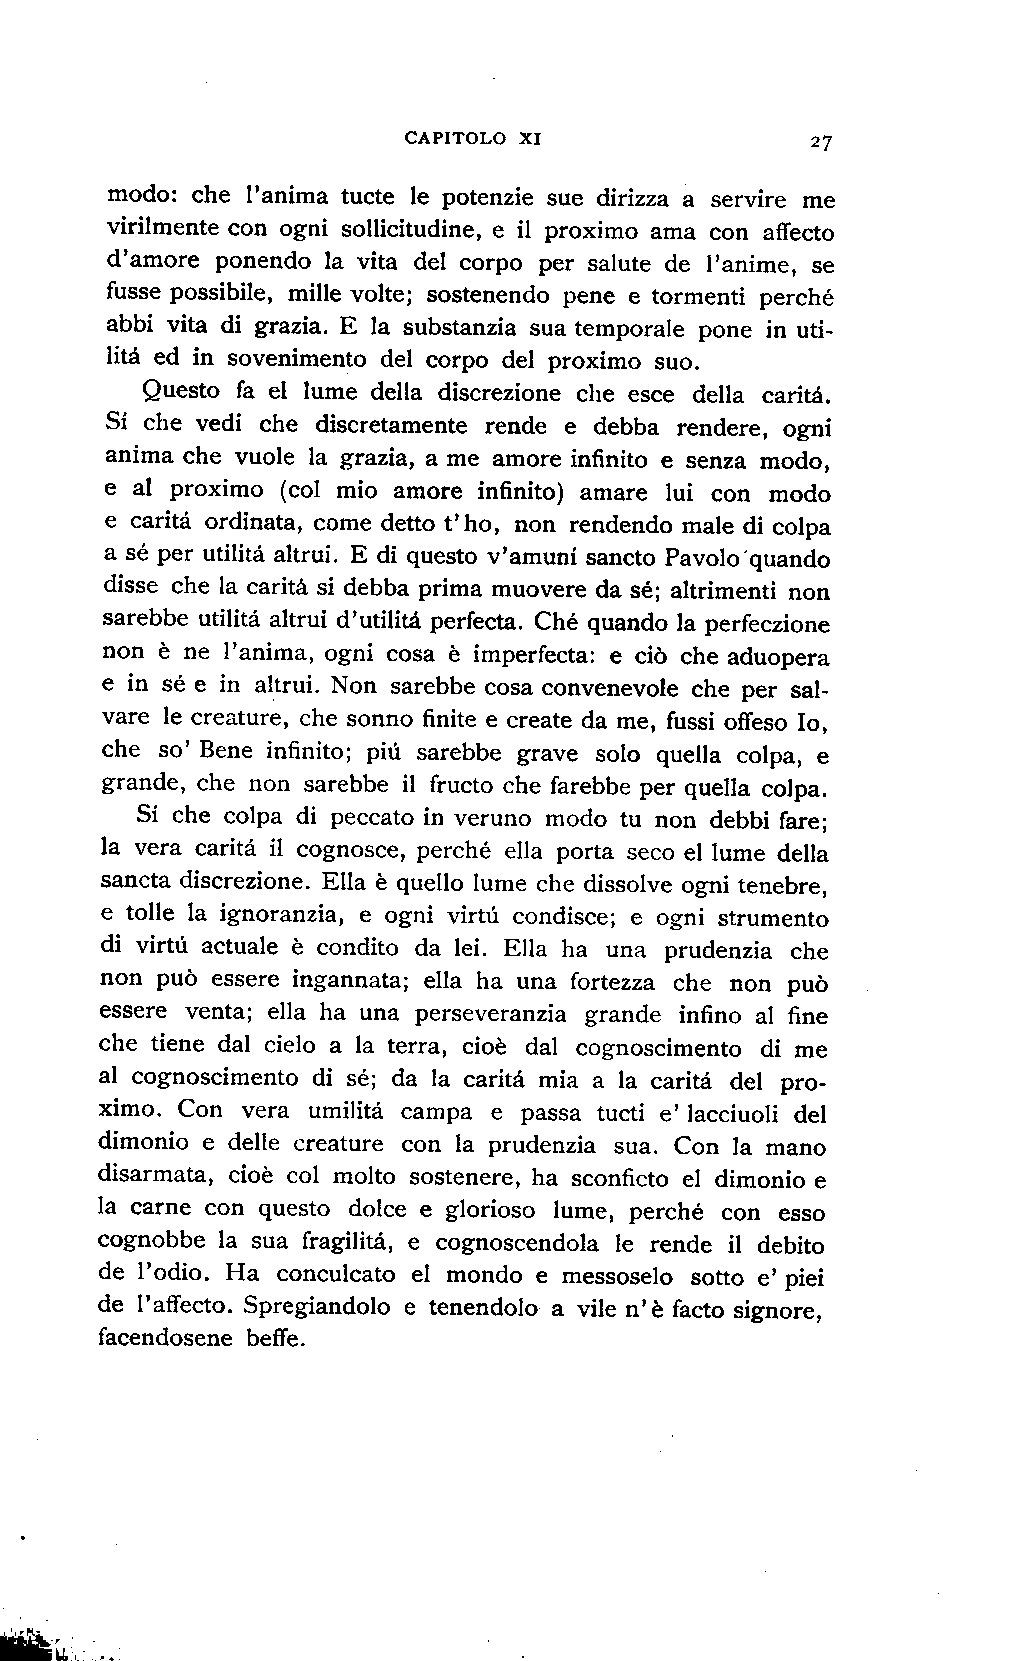 CAPITOLO XI 27
modo: che l'anima tucte le potenzie sue dirizza a servire me
virilmente con ogni sollicitudine, e il proximo ama con affecto
d'amore ponendo la vita del corpo per salute de l'anime, se
fusse possibile, mille volte; sostenendo pene e tormenti perché
abbi vita di grazia. E la substanzia sua temporale pone in uti-
litá ed in sovenimento del corpo del proximo suo.
Questo fa el lume della discrezione che esce della caritá.
Sí che vedi che discretamente rende e debba rendere, ogni
anima che vuole la grazia, a me amore infinito e senza modo,
e al proximo (col mio amore infinito) amare lui con modo
e caritá ordinata, come detto t'ho, non rendendo male di colpa
a sé per utilitá altrui. E di questo v'amuní sancto Pavolo quando
disse che la caritá si debba prima muovere da sé; altrimenti non
sarebbe utilitá altrui d'utilitá perfecta. Ché quando la perfeczione
non è ne l'anima, ogni cosa è imperfecta: e ciò che aduopera
e in sé e in altrui. Non sarebbe cosa convenevole che per sal-
vare le creature, che sonno finite e create da me, fussi offeso Io,
che so' Bene infinito; piú sarebbe grave solo quella colpa, e
grande, che non sarebbe il fructo che farebbe per quella colpa.
Sí che colpa di peccato in veruno modo tu non debbi fare;
la vera caritá il cognosce, perché ella porta seco el lume della
sancta discrezione. Ella è quello lume che dissolve ogni tenebre,
e tolle la ignoranzia, e ogni virtú condisce; e ogni strumento
di virtú actuale è condito da lei. Ella ha una prudenzia che
non può essere ingannata; ella ha una fortezza che non può
essere venta; ella ha una perseveranzia grande infino al fine
che tiene dal cielo a la terra, cioè dal cognoscimento di me
al cognoscimento di sé; da la caritá mia a la caritá del pro-
ximo. Con vera umilitá campa e passa tucti e' lacciuoli del
dimonio e delle creature con la prudenzia sua. Con la mano
disarmata, cioè col molto sostenere, ha sconficto el dimonio e
la carne con questo dolce e glorioso lume, perché con esso
cognobbe la sua fragilitá, e cognoscendola le rende il debito
de l'odio. Ha conculcato el mondo e messoselo sotto e' piei
de l'affecto. Spregiandolo e tenendolo a vile n'è facto signore,
facendosene beffe.